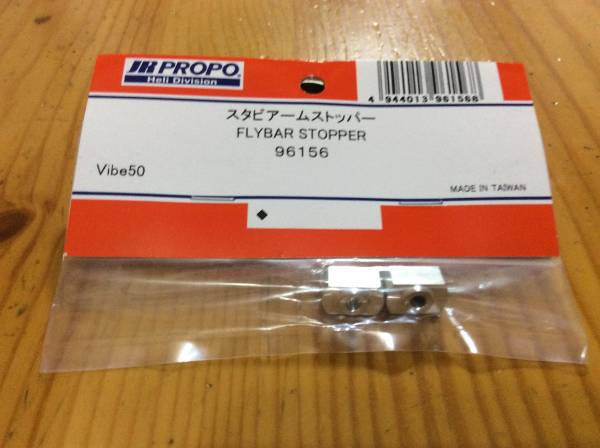 JR PROPO
Heli Division
4 944013 961568
スタビアームストッパー
FLYBAR STOPPER
96156
Vibe50
MADE IN TAIWAN